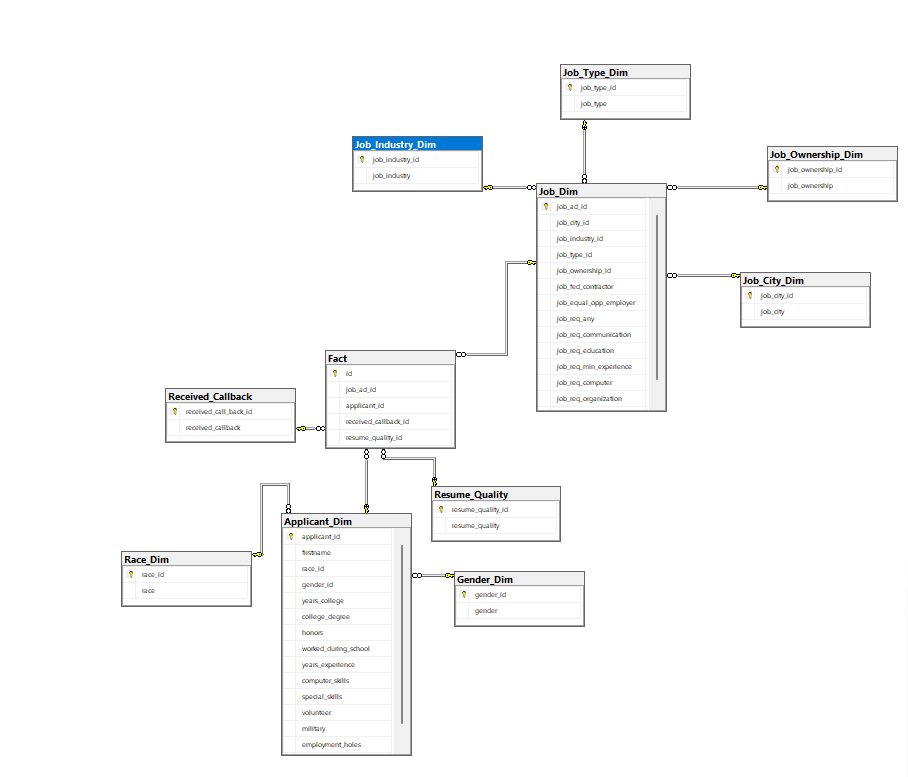 Job_Type_Dim
job_type_id
job_type
Job_Industry_Dim
job_industry_id
job_industry
Job_Ownership_Dim
job_ownership_id
job_ownership
Job_Dim
job_ad_id
job_city_id
job_industry_id
job_type_id
job_ownership_id
job_fed_contractor
job_equal_opp_employer
job_req_any
job_req_communication
job_req_education
job_req_min_experience
job_req_computer
job_req_organization
Job_City_Dim
job_city_id
job_city
Fact
id
job_ad_id
applicant_id
received_callback_id
resume_quality_id
Received_Callback
received_call_back_id
received_callback
Resume_Quality
resume_quality_id
resume_quality
Applicant_Dim
applicant_id
firstname
race_id
gender_id
years_college
college_degree
honors
worked_during_school
years_experience
computer_skills
special_skills
volunteer
military
employment_holes
Race_Dim
race_id
race
Gender_Dim
gender_id
gender